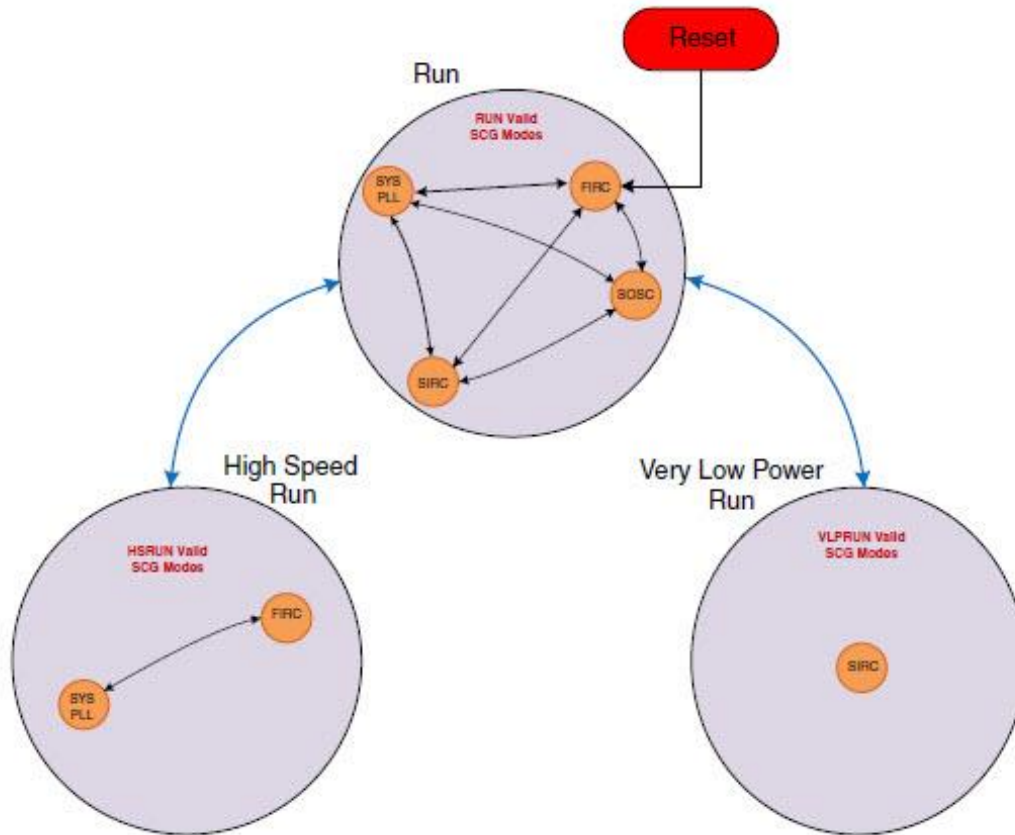 Reset
Run
RUN Valid
SCG Modes
SYS
PLL
FIRC
SOSC
SIRC
High Speed
Run
HSRUN Valid
SCG Modes
FIRC
SYS
PLL
Very Low Power
Run
VLPRUN Valid
SCG Modes
SIRC